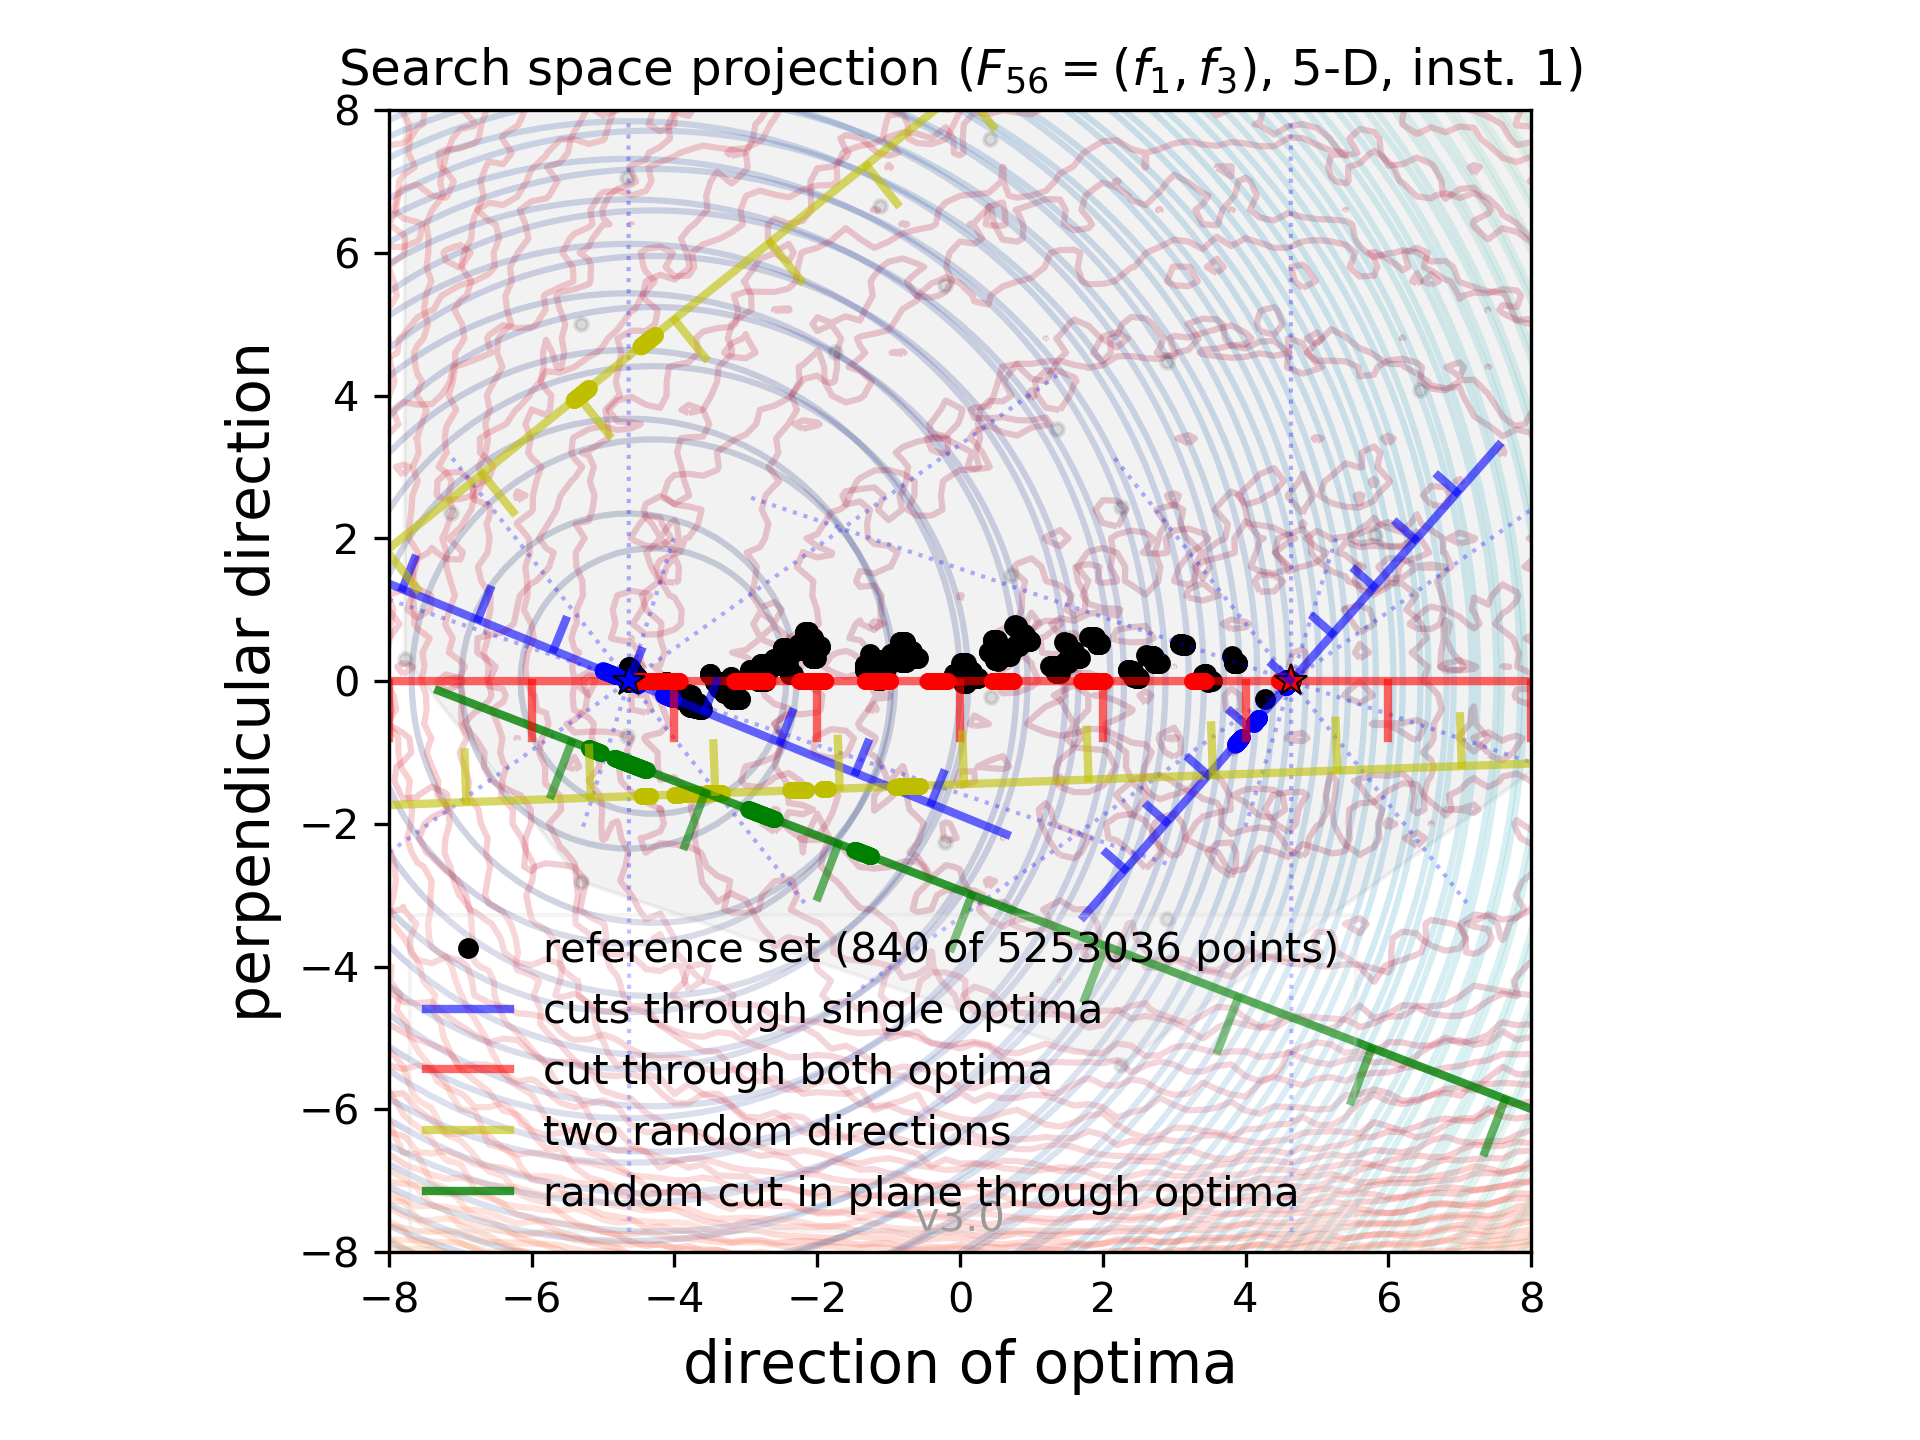 Search space projection (F₅₆ = (f₁, f₃), 5-D, inst. 1)
8
6
4
2
0
−2
−4
−6
−8
perpendicular direction
reference set (840 of 5253036 points)
cuts through single optima
cut through both optima
two random directions
random cut in plane through optima
v3.0
−8 −6 −4 −2 0 2 4 6 8
direction of optima